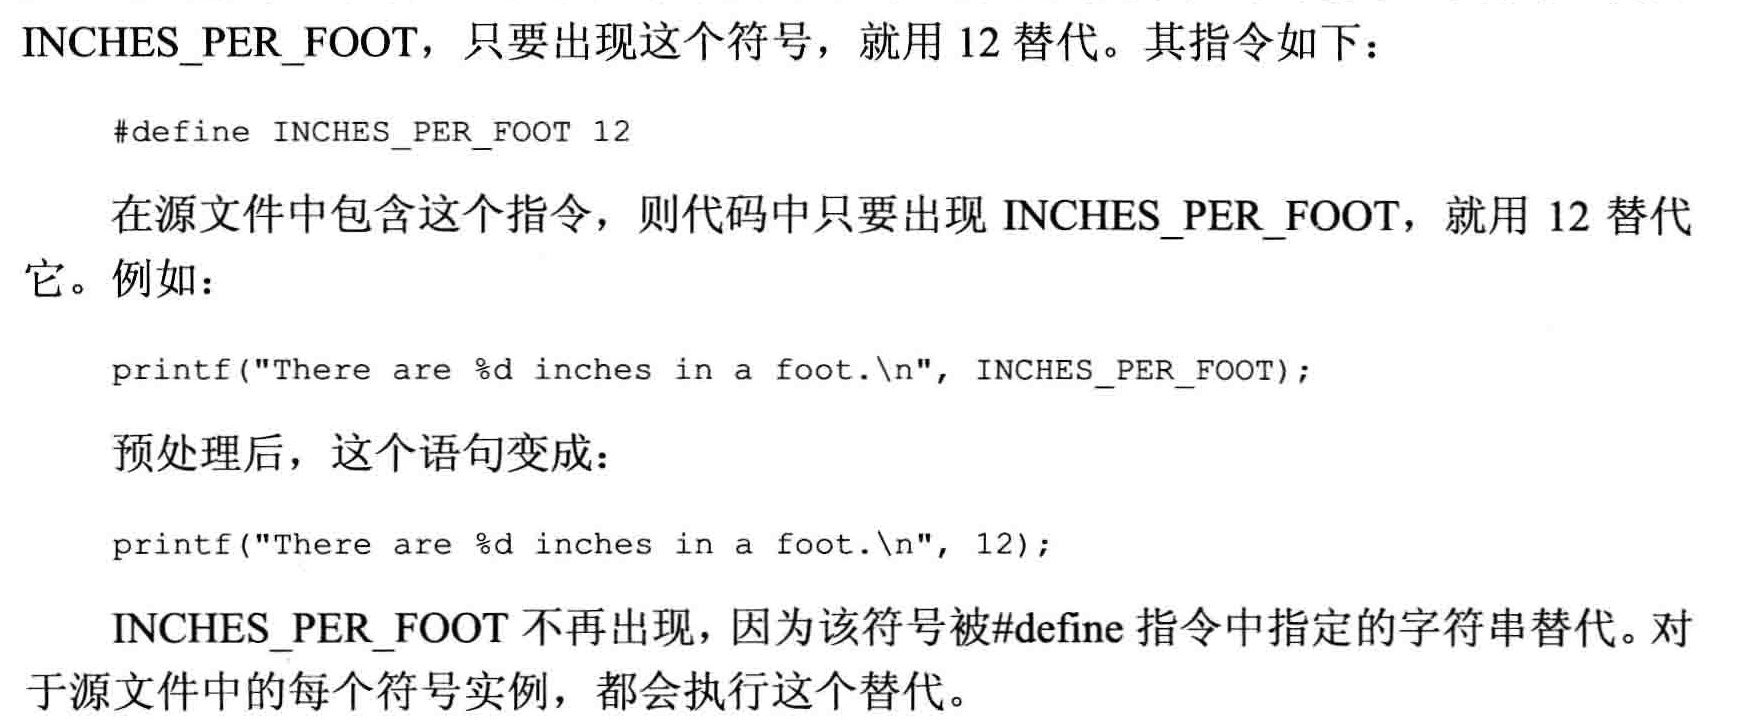 INCHES_PER_FOOT，只要出现这个符号，就用 12 替代。其指令如下：
#define INCHES_PER_FOOT 12
在源文件中包含这个指令，则代码中只要出现 INCHES_PER_FOOT，就用 12 替代
它。例如：
printf("There are %d inches in a foot.\n", INCHES_PER_FOOT);
预处理后，这个语句变成：
printf("There are %d inches in a foot.\n", 12);
INCHES_PER_FOOT 不再出现，因为该符号被#define 指令中指定的字符串替代。对
于源文件中的每个符号实例，都会执行这个替代。